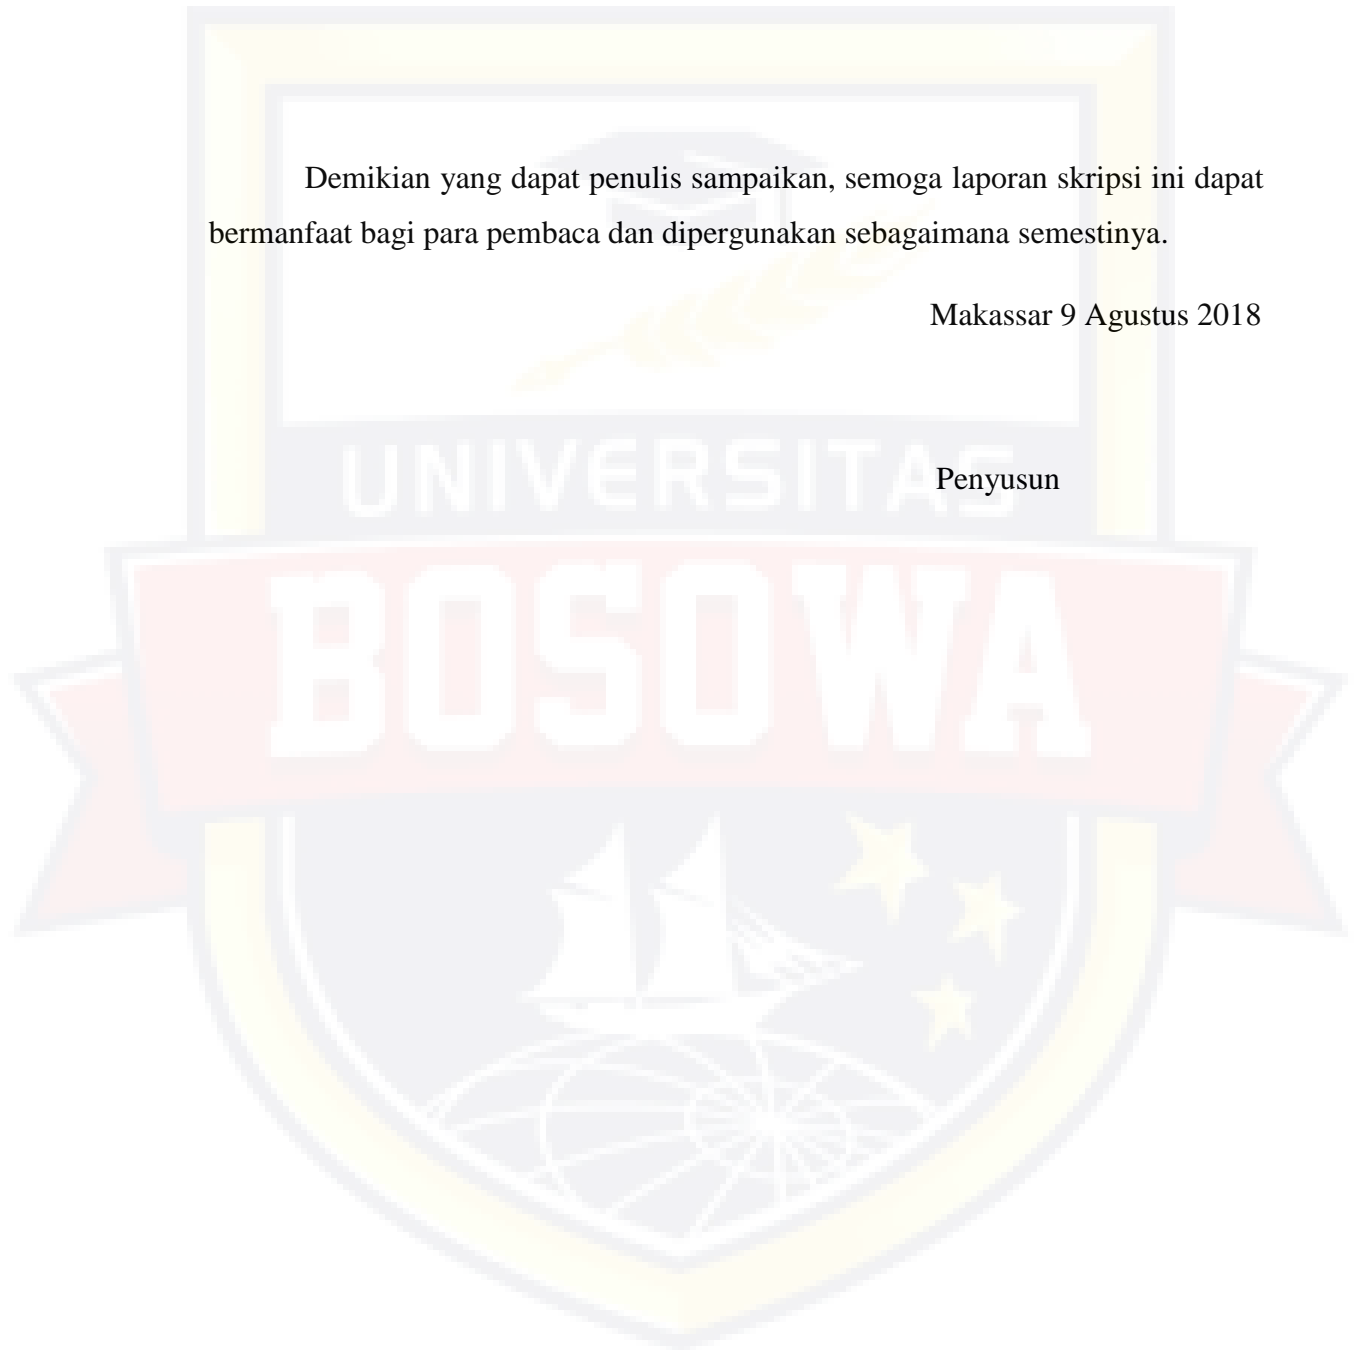 Demikian yang dapat penulis sampaikan, semoga laporan skripsi ini dapat
bermanfaat bagi para pembaca dan dipergunakan sebagaimana semestinya.
Makassar 9 Agustus 2018
UNIVERSITAS
Penyusun
BOSOWA